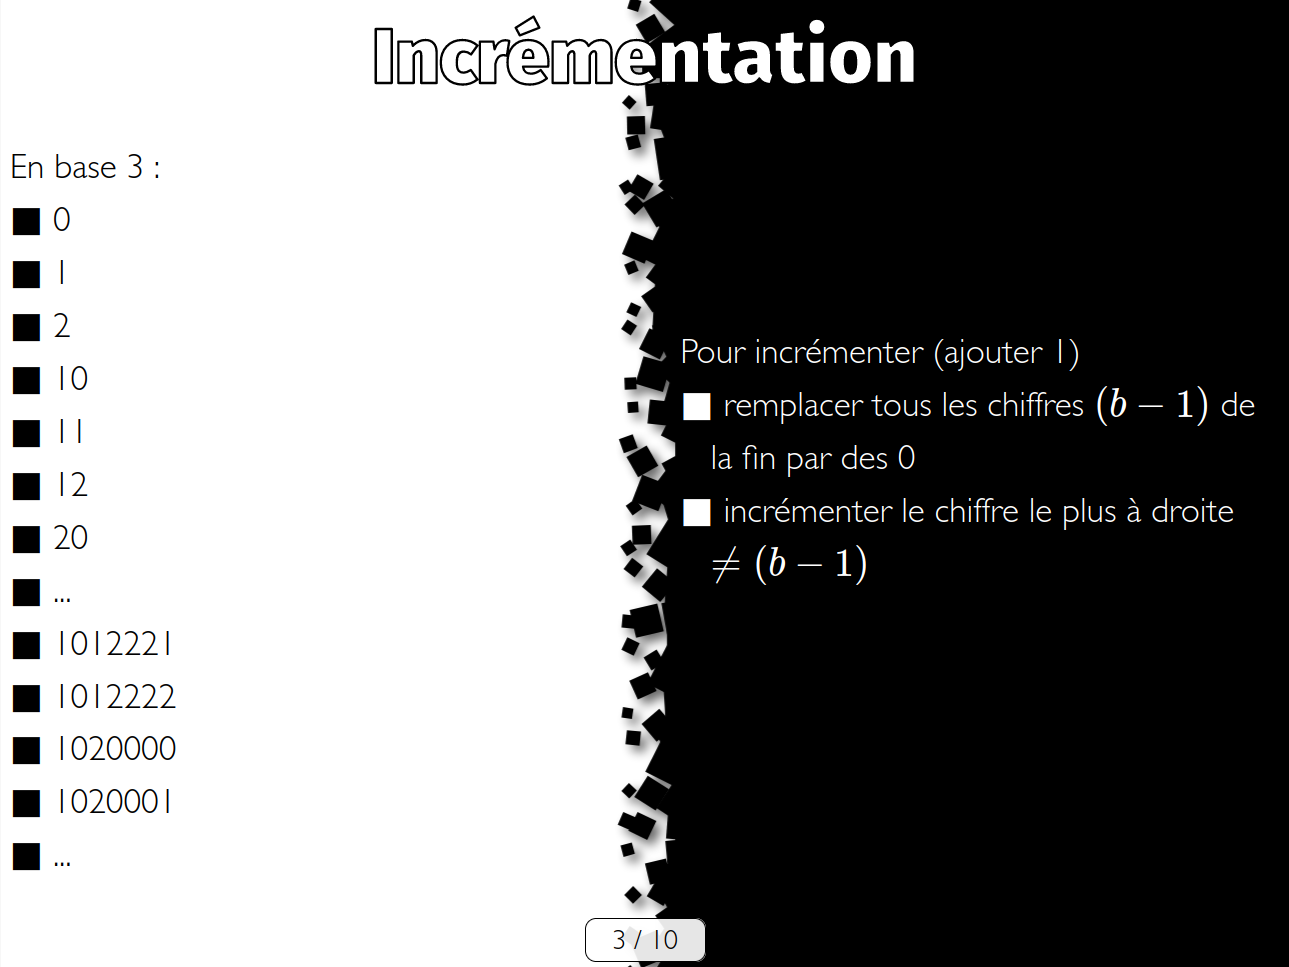 Incrémentation
En base 3 :
0
1
2
10
11
12
20
...
1012221
1012222
1020000
1020001
...
Pour incrémenter (ajouter 1)
remplacer tous les chiffres (b − 1) de
la fin par des 0
incrémenter le chiffre le plus à droite
≠ (b − 1)
3 / 10